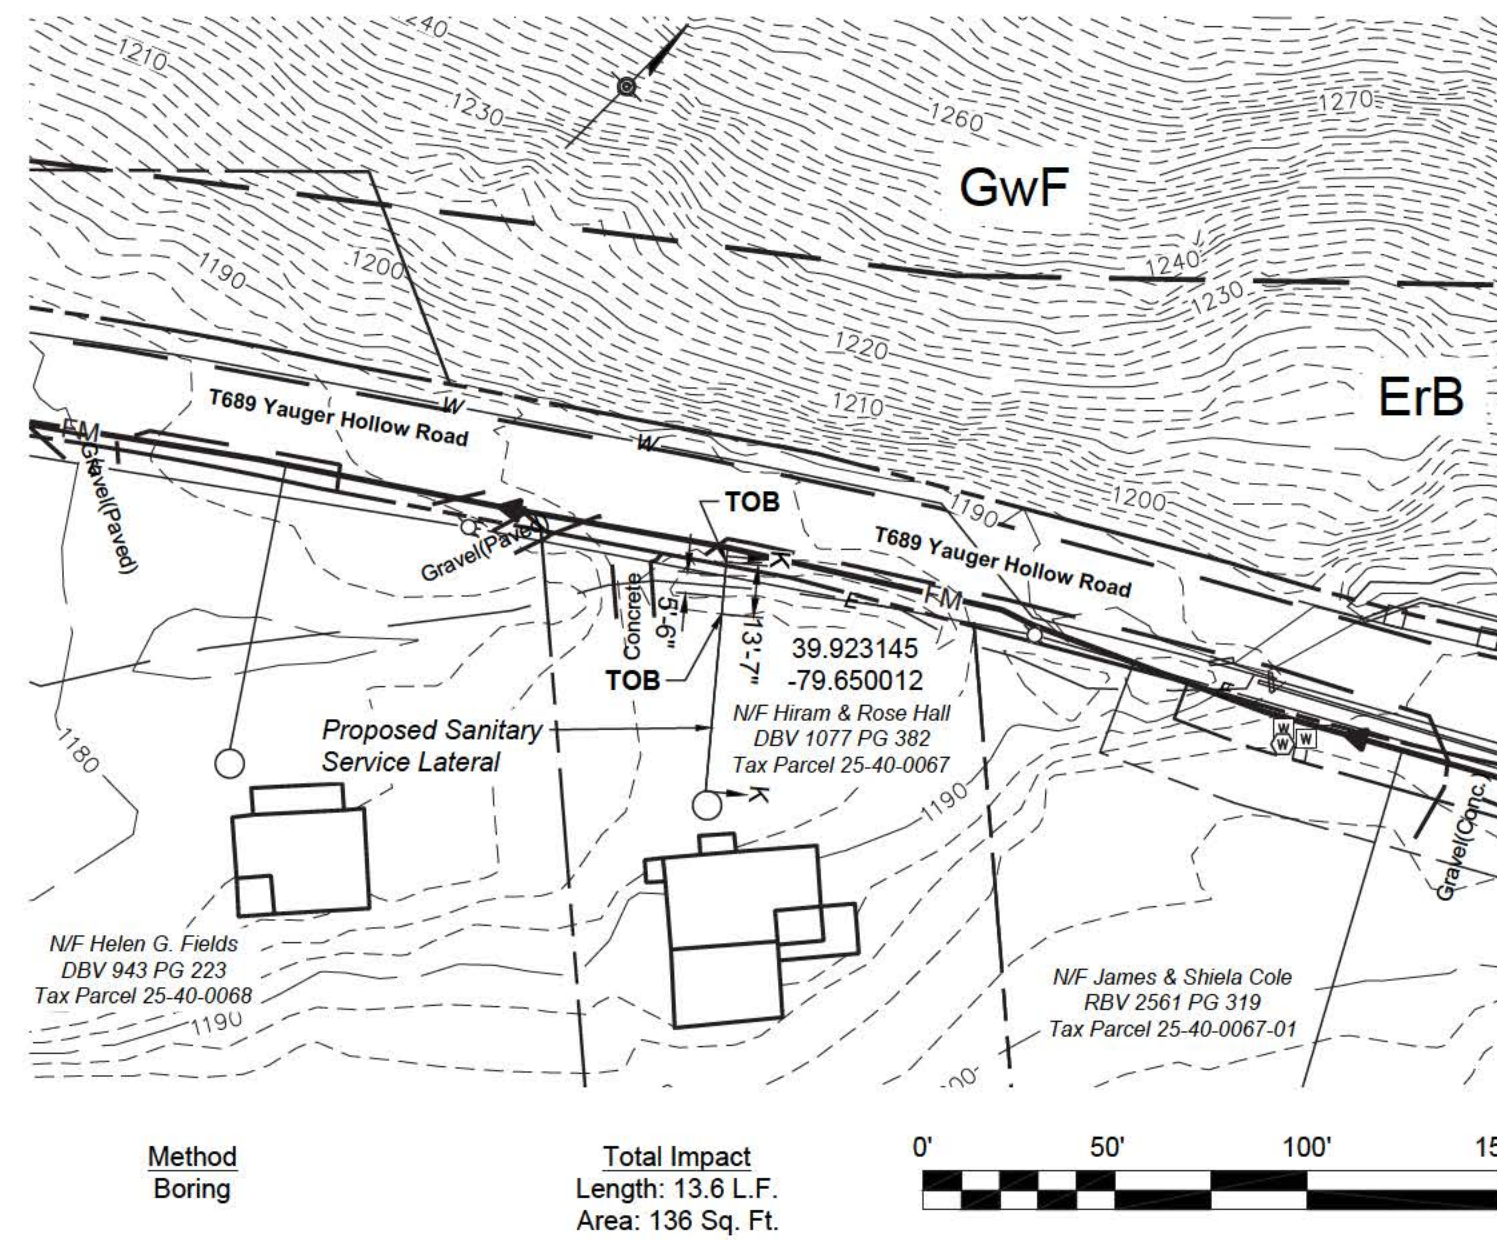 1240
1210
1230
1260
1270
GwF
1190
1200
1240
1230
1220
ErB
1210
T689 Yauger Hollow Road
W
W
FM
Gravel(Paved)
TOB
1190
1200
Gravel(Paved)
K
T689 Yauger Hollow Road
Concrete
5'-6"
E
FM
13'-7"
39.923145
-79.650012
TOB
E
N/F Hiram & Rose Hall
DBV 1077 PG 382
Tax Parcel 25-40-0067
Proposed Sanitary
Service Lateral
W
W
W
1180
K
1190
Gravel(Conc.)
N/F Helen G. Fields
DBV 943 PG 223
Tax Parcel 25-40-0068
1190
N/F James & Shiela Cole
RBV 2561 PG 319
Tax Parcel 25-40-0067-01
00
Method
Boring
Total Impact
Length: 13.6 L.F.
Area: 136 Sq. Ft.
0' 50' 100' 15